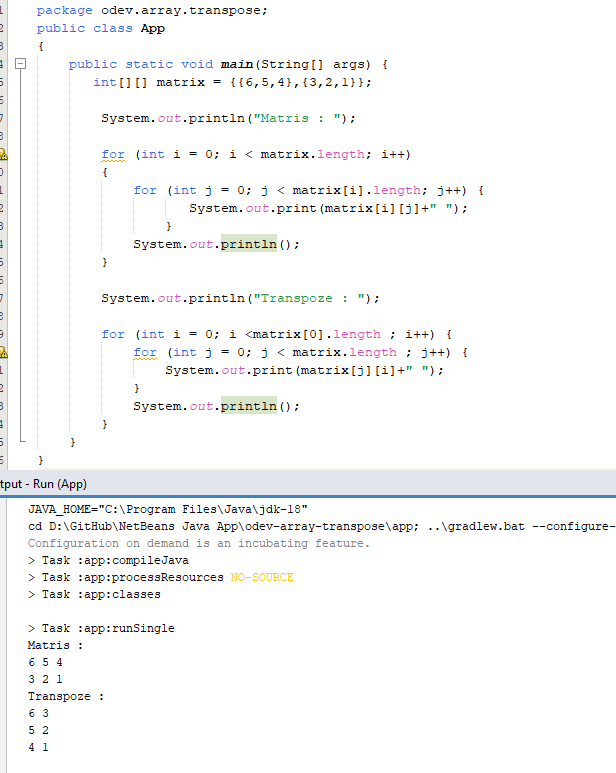 package odev.array.transpose;
public class App
{
public static void main(String[] args) {
int[][] matrix = {{6,5,4},{3,2,1}};
System.out.println("Matris : ");
for (int i = 0; i < matrix.length; i++)
{
for (int j = 0; j < matrix[i].length; j++) {
System.out.print(matrix[i][j]+" ");
}
System.out.println();
}
System.out.println("Transpoze : ");
for (int i = 0; i <matrix[0].length ; i++) {
for (int j = 0; j < matrix.length ; j++) {
System.out.print(matrix[j][i]+" ");
}
System.out.println();
}
}
}
tput - Run (App)
JAVA_HOME="C:\Program Files\Java\jdk-18"
cd D:\GitHub\NetBeans Java App\odev-array-transpose\app; ..\gradlew.bat --configure-
Configuration on demand is an incubating feature.
> Task :app:compileJava
> Task :app:processResources NO-SOURCE
> Task :app:classes
> Task :app:runSingle
Matris :
6 5 4
3 2 1
Transpoze :
6 3
5 2
4 1